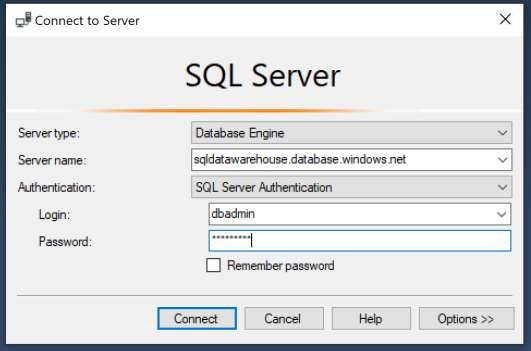 Connect to Server
SQL Server
Server type: Database Engine
Server name: sqldatawarehouse.database.windows.net
Authentication: SQL Server Authentication
Login: dbadmin
Password: *********
Remember password
Connect Cancel Help Options >>